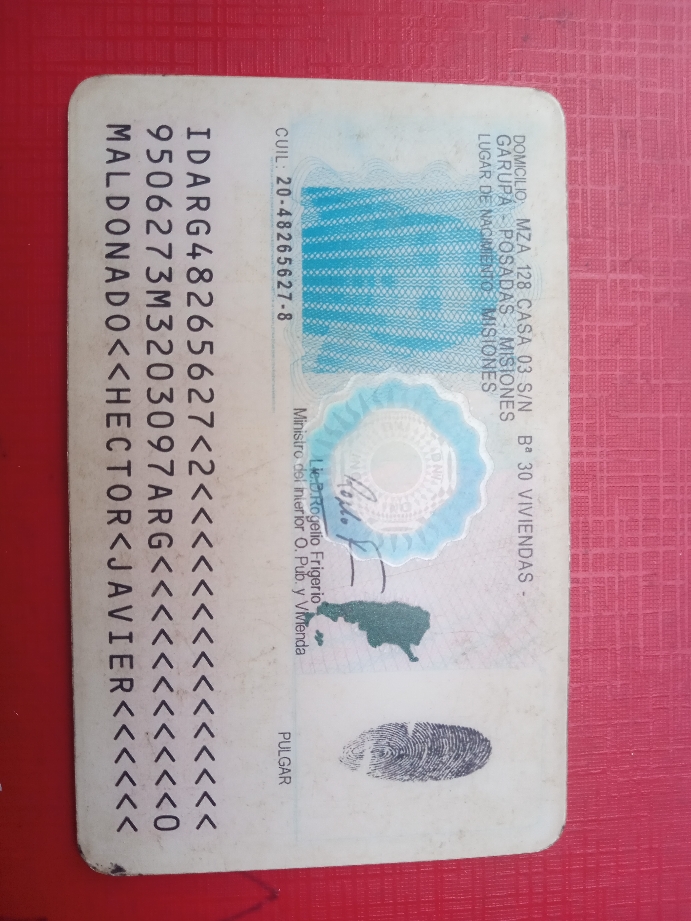 DOMICILIO MZA 128 CASA 03 S/N Bª 30 VIVIENDAS -
GARUPA - POSADAS - MISIONES
LUGAR DE NACIMIENTO MISIONES
Lic. Rogelio Frigerio
Ministro del Interior O. Pub. y Vivienda
CUIL: 20-48265627-8
PULGAR
IDARG48265627<2<<<<<<<<<<<<<<<
9506273M3203097ARG<<<<<<<<<<<0
MALDONADO<<HECTOR<JAVIER<<<<<<